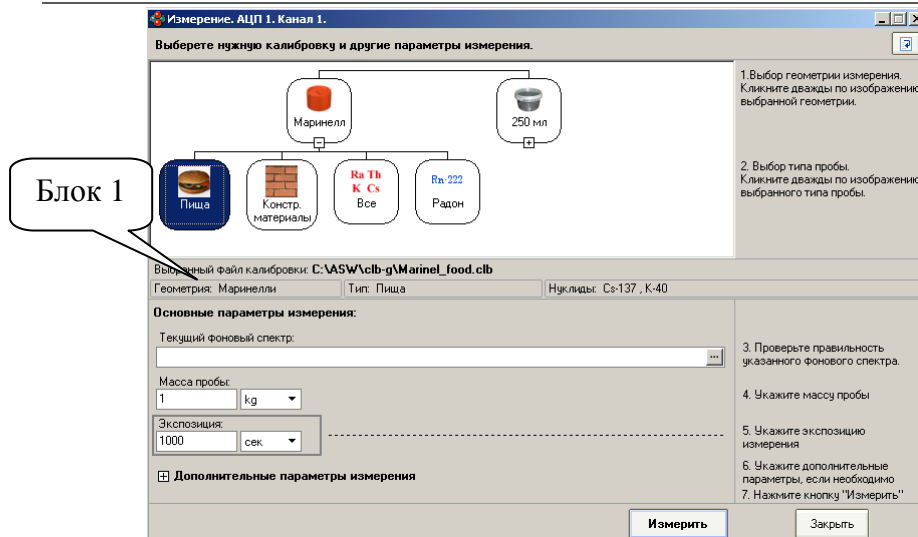 Измерение. АЦП 1. Канал 1.
Выберете нужную калибровку и другие параметры измерения.
Маринелл
250 мл
Пища
Констр.
материалы
Ra Th
K Cs
Все
Rn-222
Радон
Блок 1
1.Выбор геометрии измерения.
Кликните дважды по изображению
выбранной геометрии.
2. Выбор типа пробы.
Кликните дважды по изображению
выбранного типа пробы.
Выбранный файл калибровки: C:\ASW\clb-g\Marinel_food.clb
Геометрия: Маринелли
Тип: Пища
Нуклиды: Cs-137 , K-40
Основные параметры измерения:
Текущий фоновый спектр:
...
Масса пробы:
1
kg
Экспозиция:
1000
сек
Дополнительные параметры измерения
3. Проверьте правильность
указанного фонового спектра.
4. Укажите массу пробы
5. Укажите экспозицию
измерения
6. Укажите дополнительные
параметры, если необходимо
7. Нажмите кнопку "Измерить"
Измерить
Закрыть